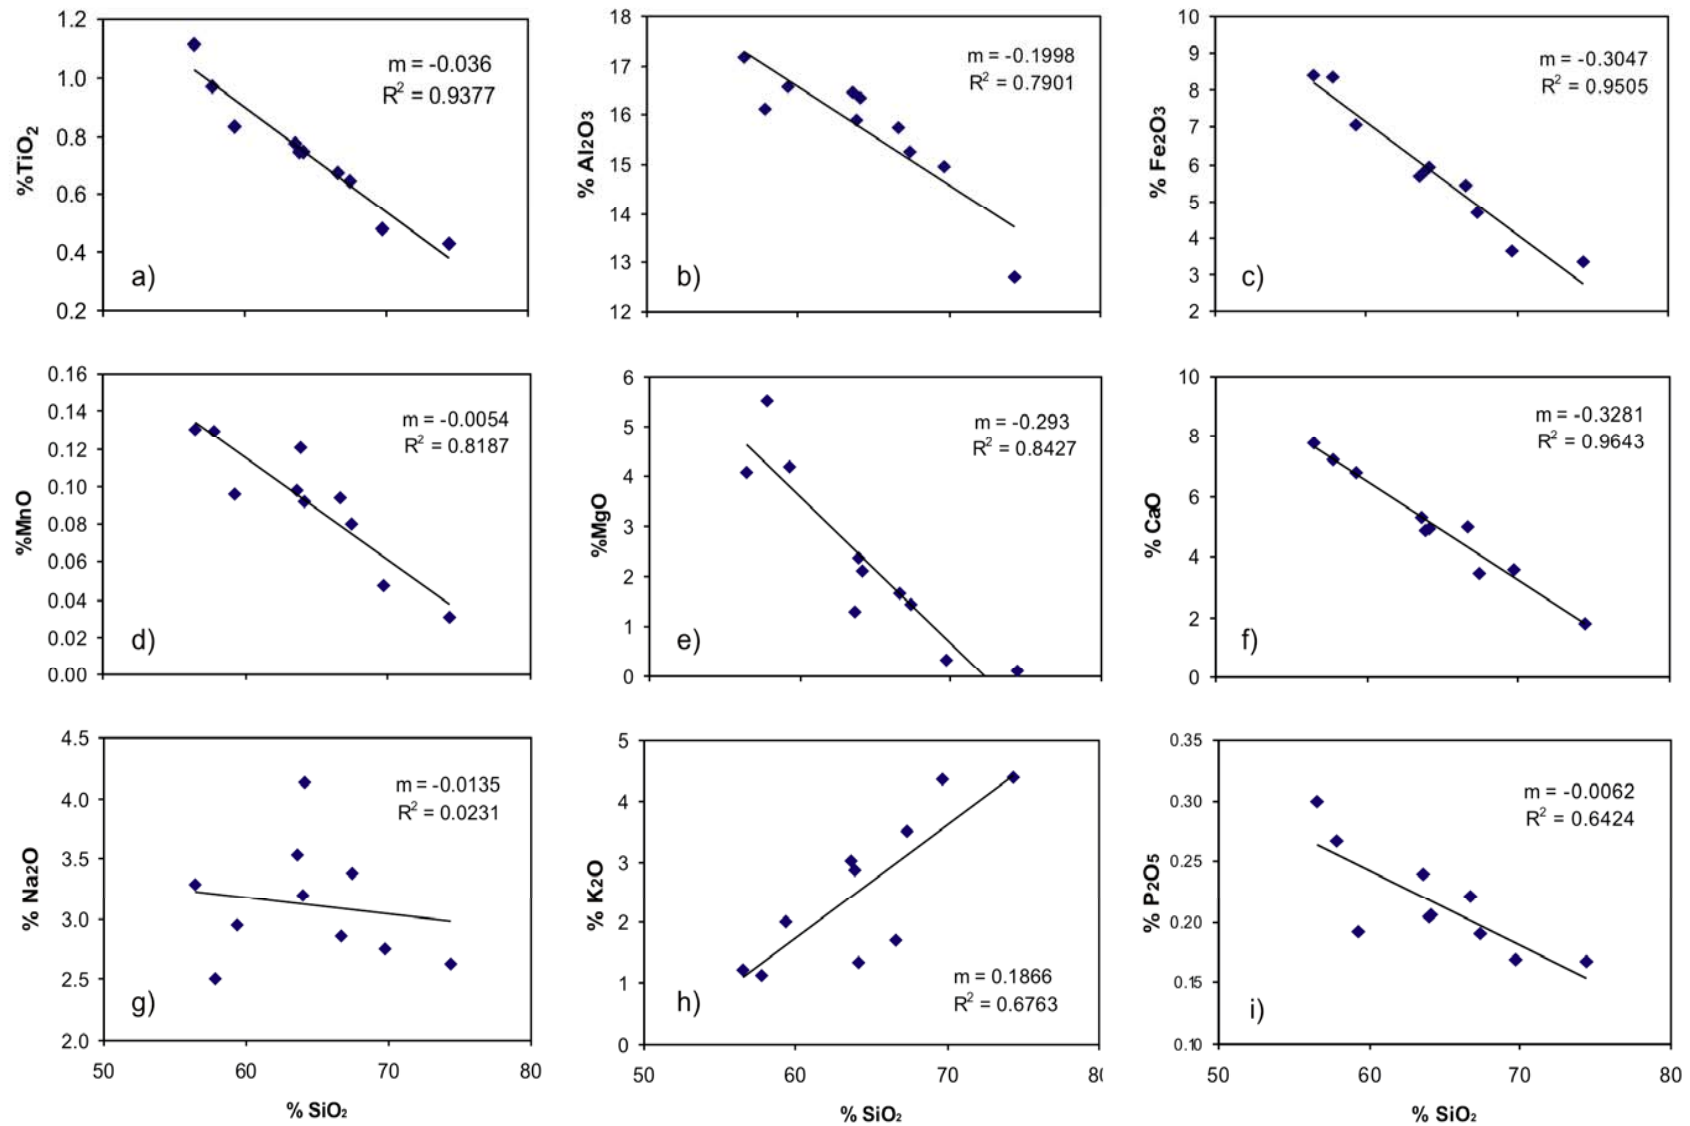 1.2
1.0
0.8
0.6
0.4
0.2
%TiO2
m = -0.036
R2 = 0.9377
a)
18
17
16
15
14
13
12
% Al2O3
m = -0.1998
R2 = 0.7901
b)
10
9
8
7
6
5
4
3
2
% Fe2O3
m = -0.3047
R2 = 0.9505
c)
0.16
0.14
0.12
0.10
0.08
0.06
0.04
0.02
0.00
%MnO
m = -0.0054
R2 = 0.8187
d)
6
5
4
3
2
1
0
%MgO
m = -0.293
R2 = 0.8427
e)
10
8
6
4
2
0
% CaO
m = -0.3281
R2 = 0.9643
f)
4.5
4.0
3.5
3.0
2.5
2.0
% Na2O
m = -0.0135
R2 = 0.0231
g)
50
60
70
80
% SiO2
5
4
3
2
1
0
% K2O
m = 0.1866
R2 = 0.6763
h)
50
60
70
% SiO2
0.35
0.30
0.25
0.20
0.15
0.10
% P2O5
m = -0.0062
R2 = 0.6424
i)
50
60
70
80
% SiO2